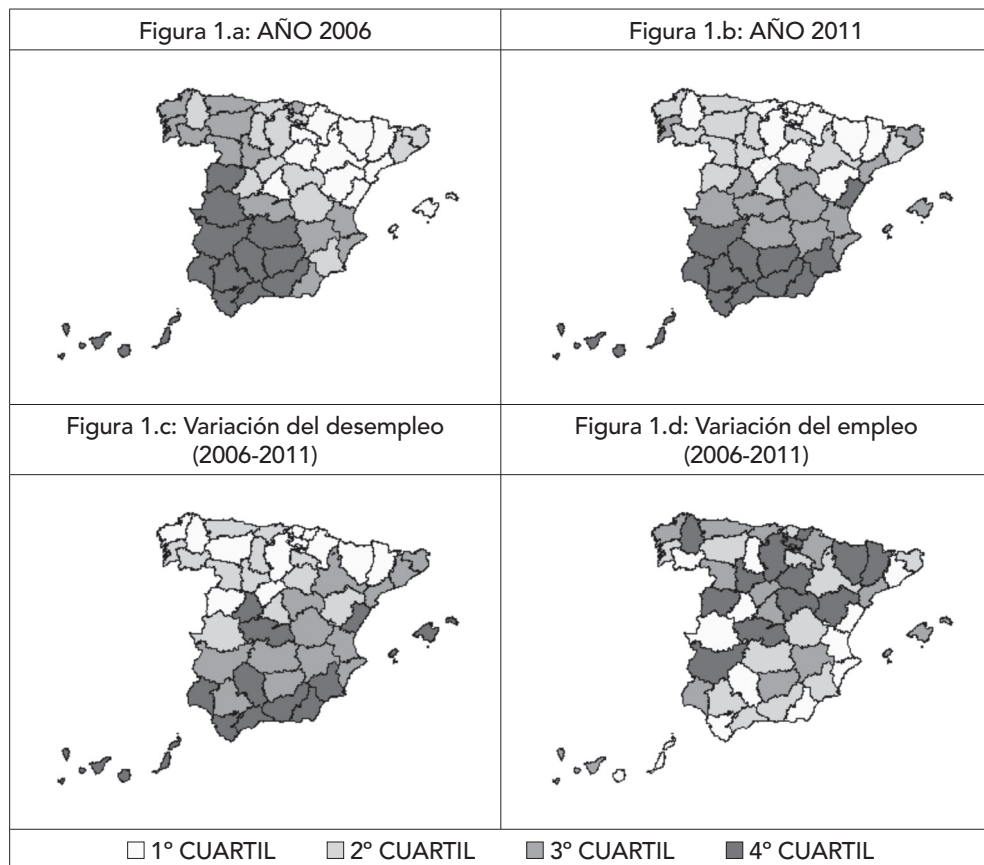 Figura 1.a: AÑO 2006
Figura 1.b: AÑO 2011
Figura 1.c: Variación del desempleo
(2006-2011)
Figura 1.d: Variación del empleo
(2006-2011)
1º CUARTIL 2º CUARTIL 3º CUARTIL 4º CUARTIL